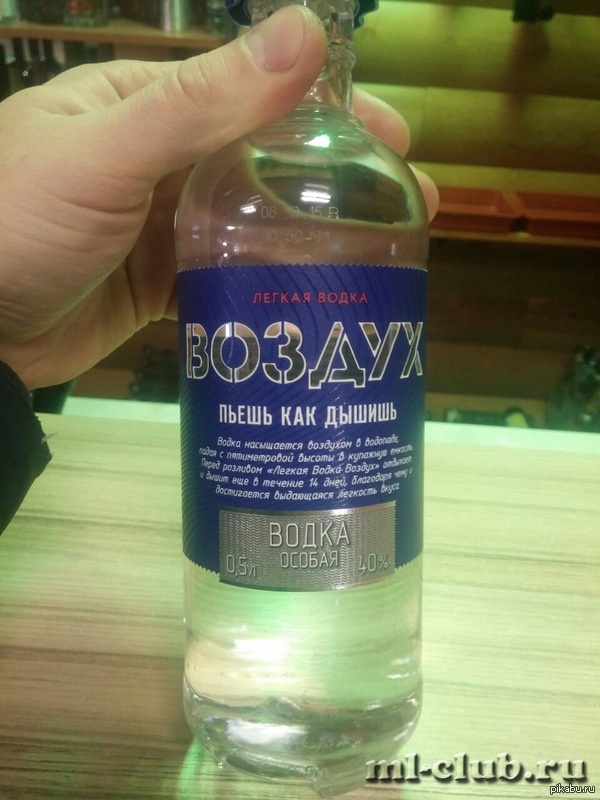 ЛЕГКАЯ ВОДКА
ВОЗДУХ
ПЬЕШЬ КАК ДЫШИШЬ
Водка насыщается воздухом в водопаде,
падая с пятиметровой высоты в купажную емкость.
Перед розливом «Легкая Водка Воздух» отдыхает
и дышит еще в течение 14 дней, благодаря чему и
достигается выдающаяся легкость вкуса.
ВОДКА
ОСОБАЯ
0,5л 40%
ml-club.ru
pikabu.ru